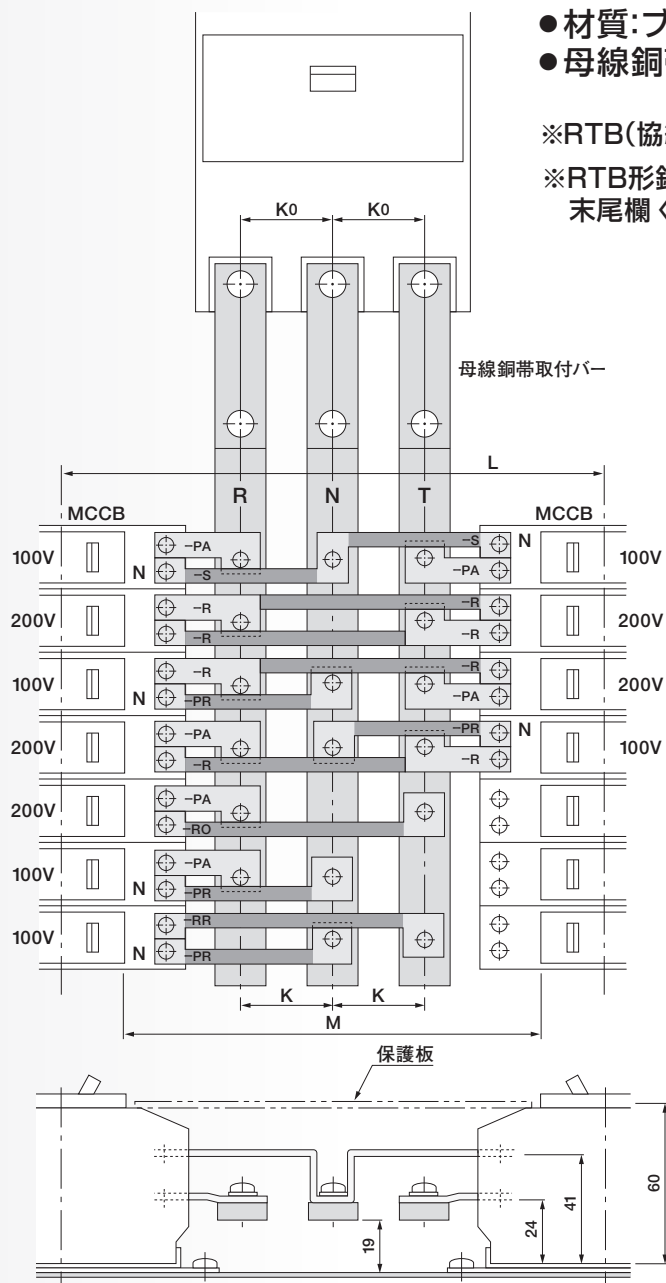 ●材質:ブ
●母線銅
※RTB(協
※RTB形
末尾欄く
K0 K0
母線銅帯取付バー
L
R N T
MCCB MCCB
100V N -PA -S -S N -PA 100V
200V -R -R -R -R 200V
100V N -R -PR -R -PA 200V
200V -PA -R -PR N -R 100V
200V -PA -RO
100V N -PA -PR
100V N -RR -PR
K K
M
保護板
19
24
41
60